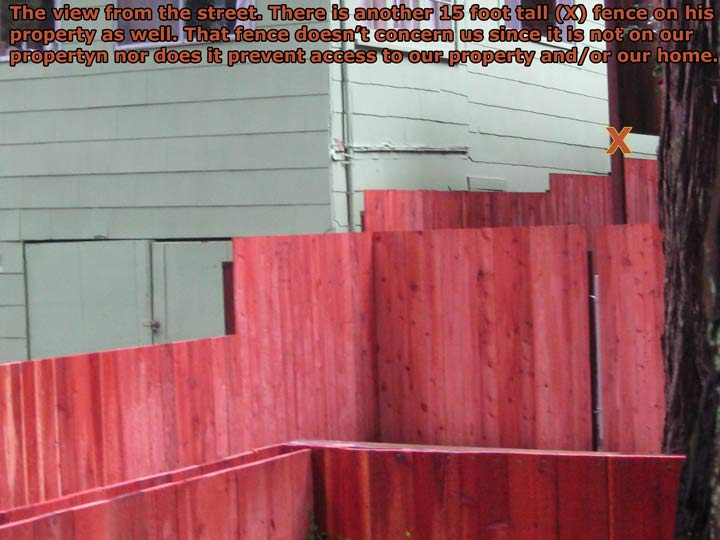 The view from the street. There is another 15 foot tall (X) fence on his
property as well. That fence doesn't concern us since it is not on our
propertyn nor does it prevent access to our property and/or our home.
X